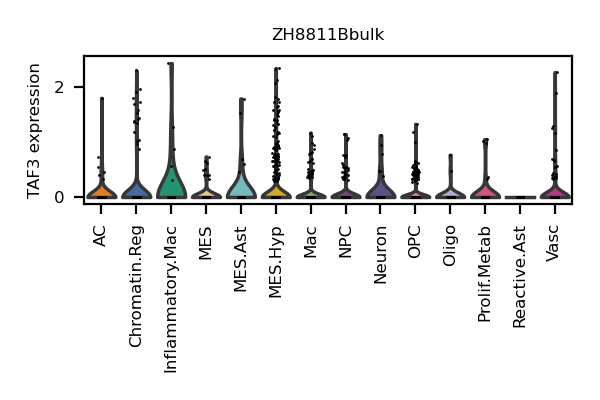 ZH8811Bbulk
TAF3 expression
2
0
AC
Chromatin.Reg
Inflammatory.Mac
MES
MES.Ast
MES.Hyp
Mac
NPC
Neuron
OPC
Oligo
Prolif.Metab
Reactive.Ast
Vasc